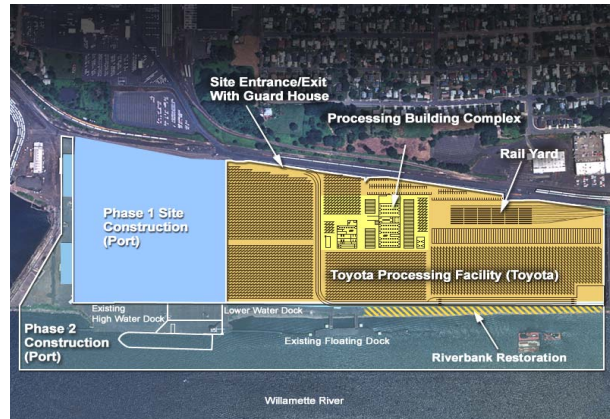 Site Entrance/Exit
With Guard House
Processing Building Complex
Rail Yard
Phase 1 Site
Construction
(Port)
Toyota Processing Facility (Toyota)
Existing
High Water Dock
Lower Water Dock
Phase 2
Construction
(Port)
Existing Floating Dock
Riverbank Restoration
Willamette River